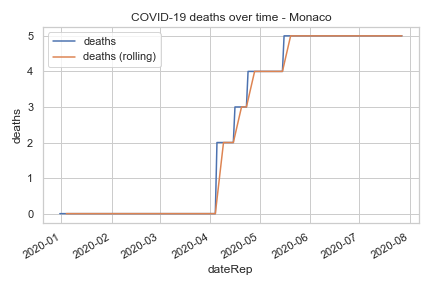 COVID-19 deaths over time - Monaco
deaths
deaths (rolling)
5
4
3
2
1
0
deaths
2020-01
2020-02
2020-03
2020-04
2020-05
2020-06
2020-07
2020-08
dateRep